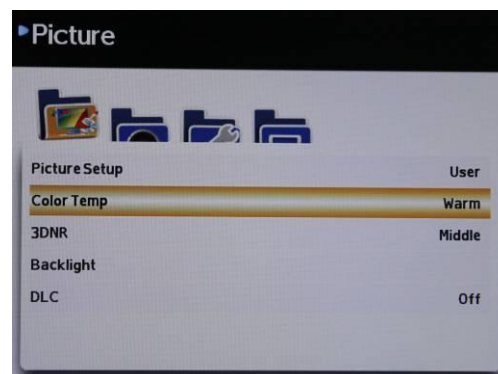 Picture
Picture Setup User
Color Temp Warm
3DNR Middle
Backlight
DLC Off